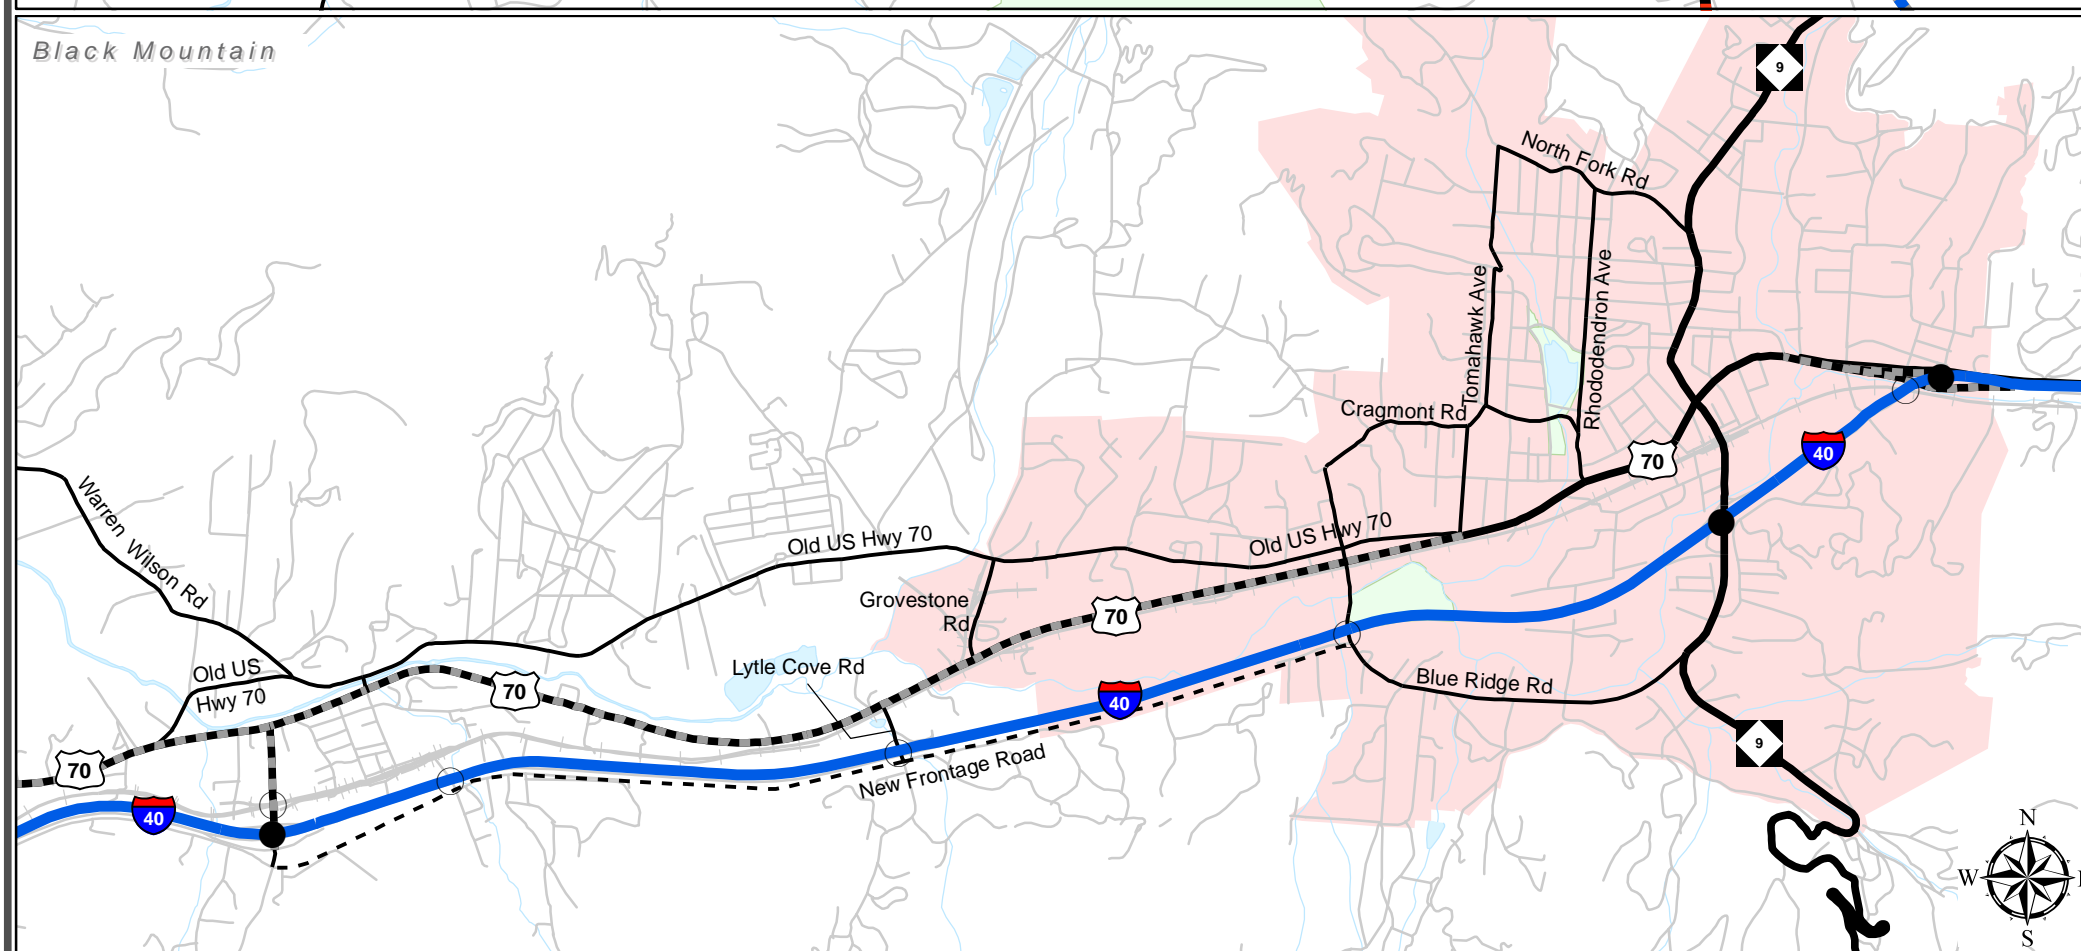 Black Mountain
9
North Fork Rd
Tomahawk Ave
Rhododendron Ave
Cragmont Rd
70
40
Warren Wilson Rd
Old US Hwy 70
Old US Hwy 70
Grovestone
Rd
70
Lytle Cove Rd
Old US
Hwy 70
70
40
Blue Ridge Rd
70
New Frontage Road
9
40
N
W
S